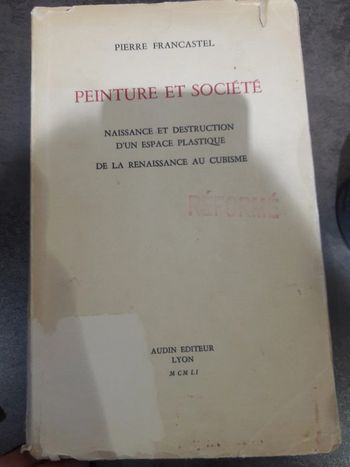 PIERRE FRANCASTEL
PEINTURE ET SOCIÉTÉ
NAISSANCE ET DESTRUCTION
D'UN ESPACE PLASTIQUE
DE LA RENAISSANCE AU CUBISME
RÉFORMÉ
AUDIN EDITEUR
LYON
MCMLI